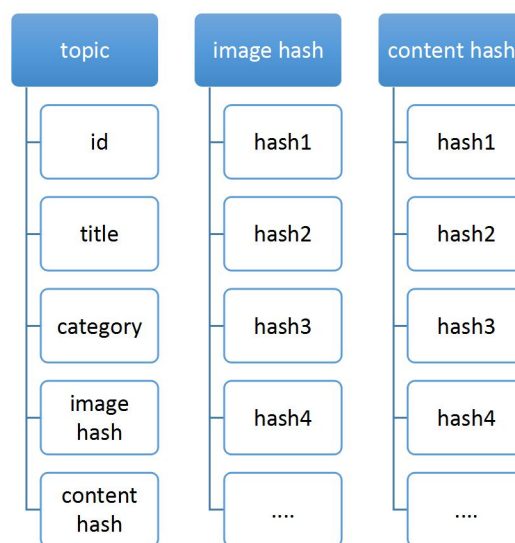 topic
id
title
category
image
hash
content
hash
image hash
hash1
hash2
hash3
hash4
....
content hash
hash1
hash2
hash3
hash4
....